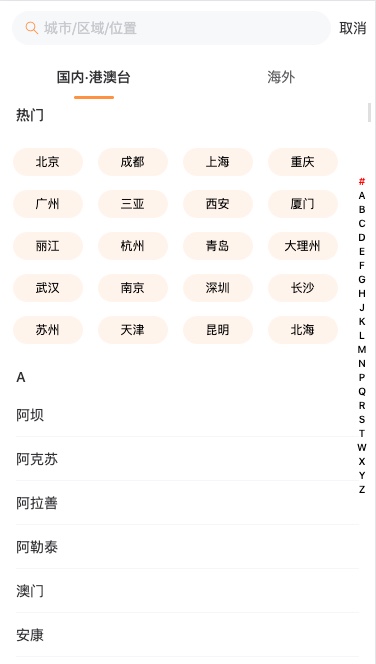 城市/区域/位置 取消
国内·港澳台 海外
热门
北京 成都 上海 重庆
广州 三亚 西安 厦门
丽江 杭州 青岛 大理州
武汉 南京 深圳 长沙
苏州 天津 昆明 北海
A
阿坝
阿克苏
阿拉善
阿勒泰
澳门
安康
#
A
B
C
D
E
F
G
H
J
K
L
M
N
P
Q
R
S
T
W
X
Y
Z